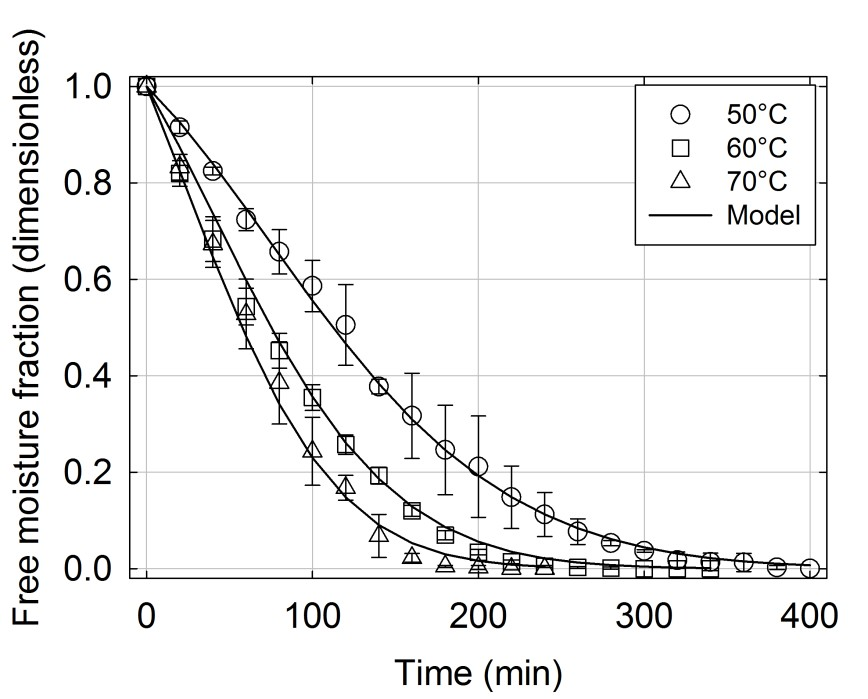 Free moisture fraction (dimensionless)
1.0
0.8
0.6
0.4
0.2
0.0
50°C
60°C
70°C
Model
0 100 200 300 400
Time (min)